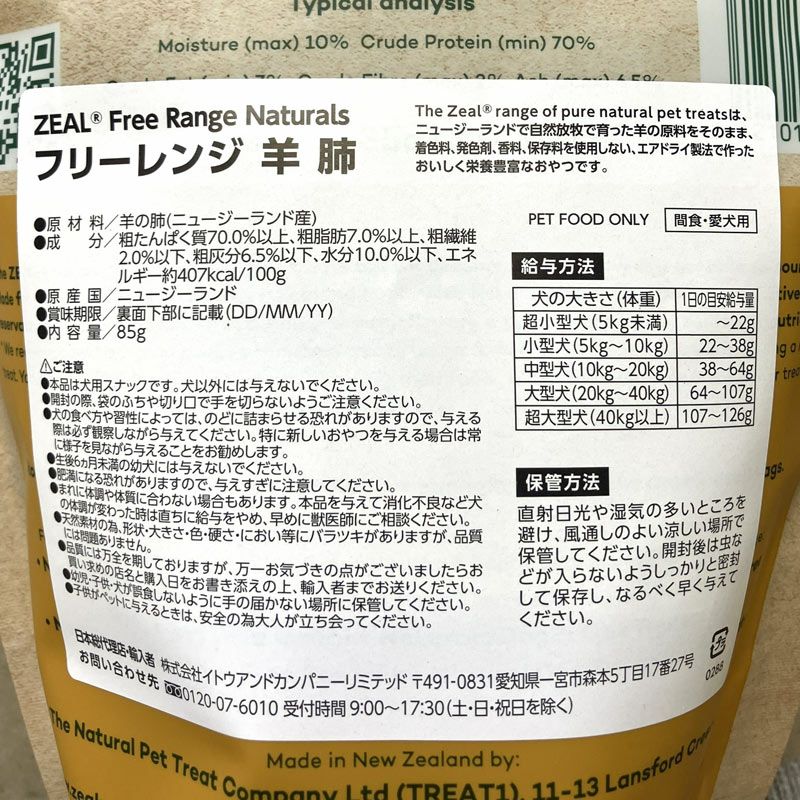 Typical analysis
Moisture (max) 10% Crude Protein (min) 70%
ZEAL® Free Range Naturals
フリーレンジ 羊 肺
The Zeal® range of pure natural pet treatsは、
ニュージーランドで自然放牧で育った羊の原料をそのまま、
着色料、発色剤、香料、保存料を使用しない、エアドライ製法で作った
おいしく栄養豊富なおやつです。
●原材料／羊の肺(ニュージーランド産)
●成分／粗たんぱく質70.0%以上、粗脂肪7.0%以上、粗繊維
2.0%以下、粗灰分6.5%以下、水分10.0%以下、エネ
ルギー約407kcal/100g
●原産国／ニュージーランド
●賞味期限／裏面下部に記載(DD/MM/YY)
●内容量／85g
PET FOOD ONLY 間食・愛犬用
給与方法
犬の大きさ(体重) 1日の目安給与量
超小型犬(5kg未満) ～22g
小型犬(5kg～10kg) 22～38g
中型犬(10kg～20kg) 38～64g
大型犬(20kg～40kg) 64～107g
超大型犬(40kg以上) 107～126g
⚠ご注意
●本品は犬用スナックです。犬以外には与えないでください。
●開封の際、袋のふちや切り口で手を切らないようご注意ください。
●犬の食べ方や習性によっては、のどに詰まらせる恐れがありますので、与える
際は必ず観察しながら与えてください。特に新しいおやつを与える場合は常
に様子を見ながら与えることをお勧めします。
●生後6ヵ月未満の幼犬には与えないでください。
●肥満になる恐れがありますので、与えすぎに注意してください。
●まれに体調や体質に合わない場合もあります。本品を与えて消化不良など犬
の体調が変わった時は直ちに給与をやめ、早めに獣医師にご相談ください。
●天然素材の為、形状・大きさ・色・硬さ・におい等にバラツキがありますが、品質
には問題ありません。
●品質には万全を期しておりますが、万一お気づきの点がございましたらお
買い求めの店名と購入日をお書き添えの上、輸入者までお送りください。
●幼児・子供・犬が誤食しないように手の届かない場所に保管してください。
●子供がペットに与えるときは、安全の為大人が立ち会ってください。
保管方法
直射日光や湿気の多いところを
避け、風通しのよい涼しい場所で
保管してください。開封後は虫な
どが入らないようしっかりと密封
して保存し、なるべく早く与えて
ください。
日本総代理店・輸入者 株式会社イトウアンドカンパニーリミテッド 〒491-0831愛知県一宮市森本5丁目17番27号
お問い合わせ先 0120-07-6010 受付時間 9:00～17:30(土・日・祝日を除く)
0288
Made in New Zealand by:
The Natural Pet Treat Company Ltd (TREAT1), 11-13 Lansford